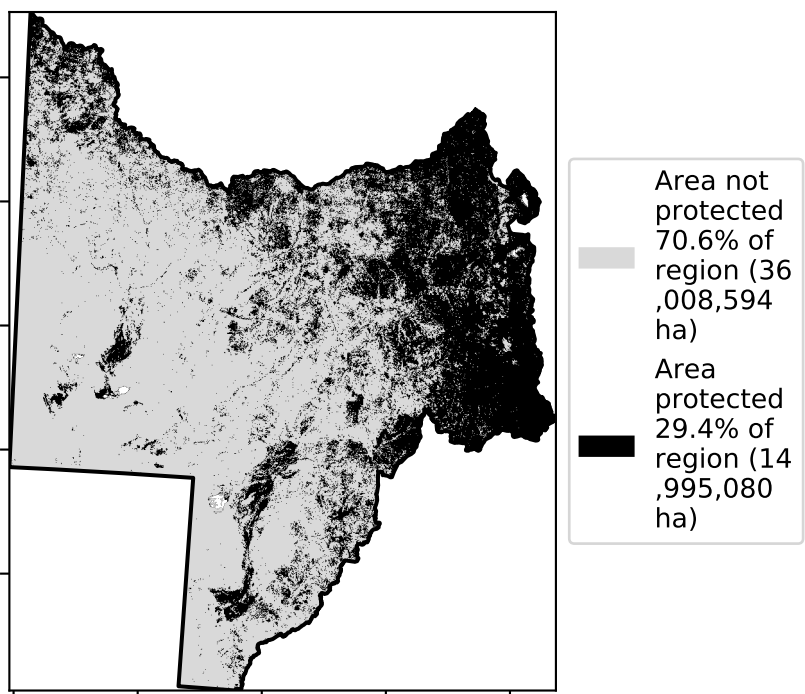 Area not
protected
70.6% of
region (36
,008,594
ha)
Area
protected
29.4% of
region (14
,995,080
ha)